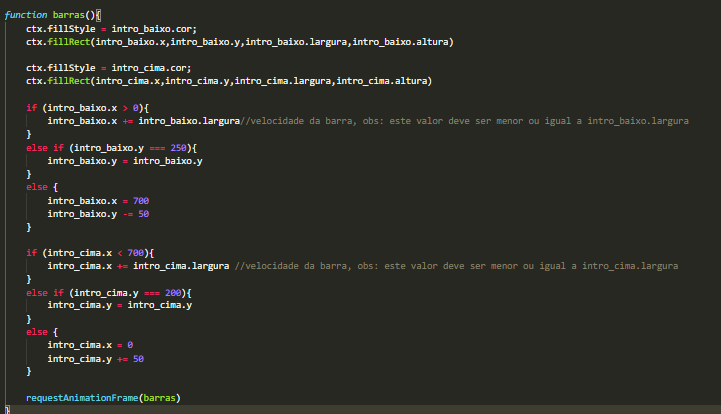 function barras(){
    ctx.fillStyle = intro_baixo.cor;
    ctx.fillRect(intro_baixo.x,intro_baixo.y,intro_baixo.largura,intro_baixo.altura)

    ctx.fillStyle = intro_cima.cor;
    ctx.fillRect(intro_cima.x,intro_cima.y,intro_cima.largura,intro_cima.altura)

    if (intro_baixo.x > 0){
        intro_baixo.x += intro_baixo.largura//velocidade da barra, obs: este valor deve ser menor ou igual a intro_baixo.largura
    }
    else if (intro_baixo.y === 250){
        intro_baixo.y = intro_baixo.y
    }
    else {
        intro_baixo.x = 700
        intro_baixo.y -= 50
    }

    if (intro_cima.x < 700){
        intro_cima.x += intro_cima.largura //velocidade da barra, obs: este valor deve ser menor ou igual a intro_cima.largura
    }
    else if (intro_cima.y === 200){
        intro_cima.y = intro_cima.y
    }
    else {
        intro_cima.x = 0
        intro_cima.y += 50
    }

    requestAnimationFrame(barras)
}